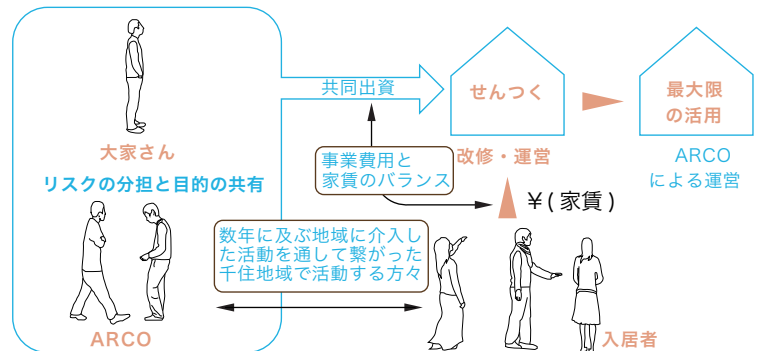 大家さん
リスクの分担と目的の共有
ARCO
共同出資
事業費用と
家賃のバランス
数年に及ぶ地域に介入し
た活動を通して繋がった
千住地域で活動する方々
せんつく
改修・運営
¥(家賃)
入居者
最大限
の活用
ARCO
による運営